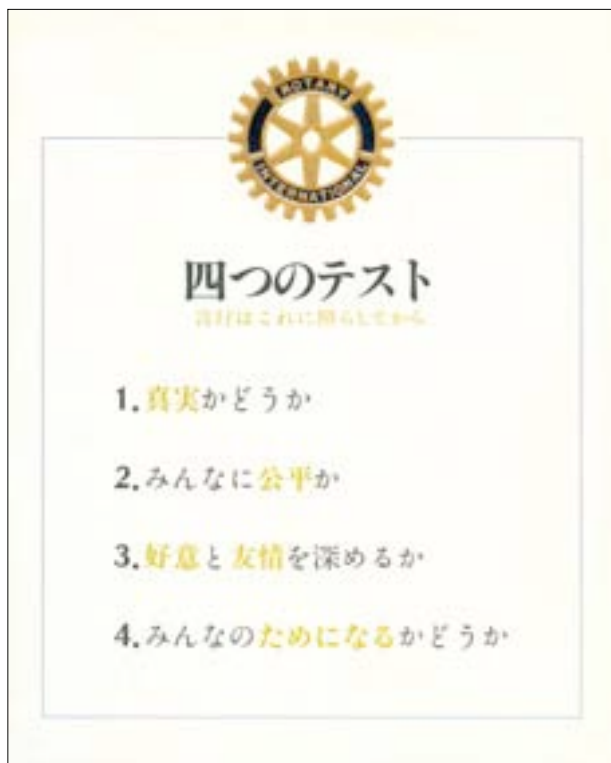 ROTARY
INTERNATIONAL
四つのテスト
言行はこれに照らしてから
1.真実かどうか
2.みんなに公平か
3.好意と友情を深めるか
4.みんなのためになるかどうか